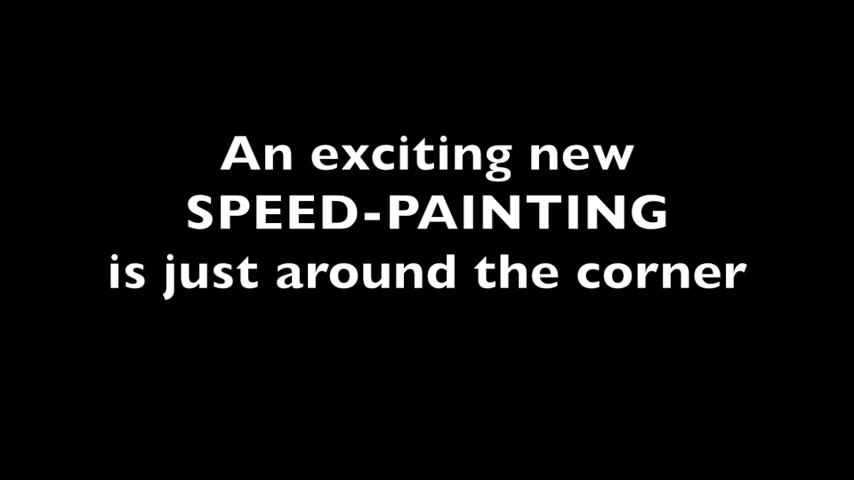 An exciting new
SPEED-PAINTING
is just around the corner